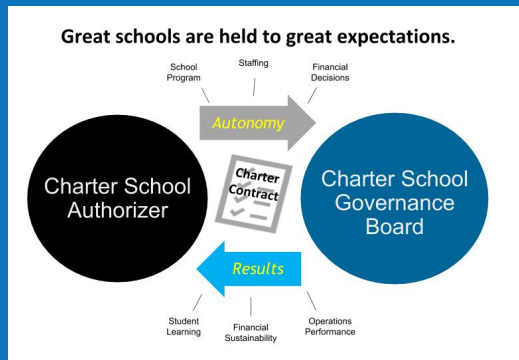 Great schools are held to great expectations.
School
Program
Staffing
Financial
Decisions
Autonomy
Charter School
Authorizer
Charter
Contract
Charter School
Governance
Board
Results
Student
Learning
Financial
Sustainability
Operations
Performance